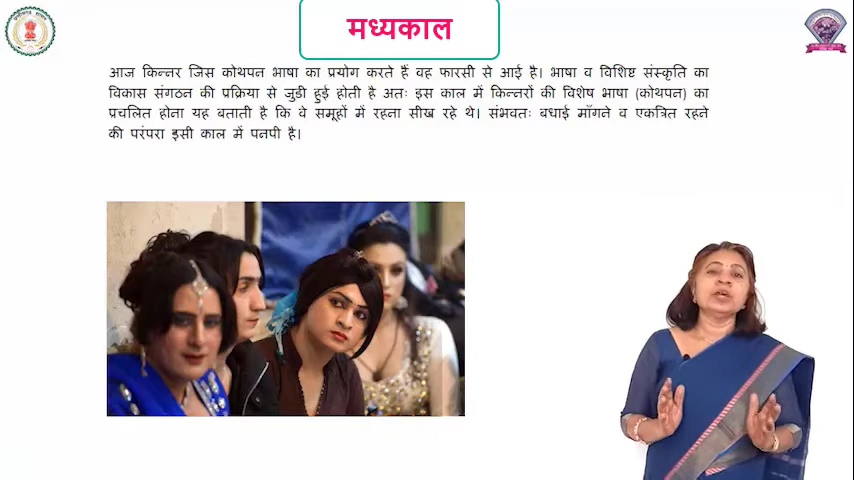 मध्यकाल
आज किन्नर जिस कोथपन भाषा का प्रयोग करते हैं वह फारसी से आई है। भाषा व विशिष्ट संस्कृति का
विकास संगठन की प्रक्रिया से जुडी हुई होती है अतः इस काल में किन्नरों की विशेष भाषा (कोथपन) का
प्रचलित होना यह बताती है कि वे समूहों में रहना सीख रहे थे। संभवतः बधाई माँगने व एकत्रित रहने
की परंपरा इसी काल में पनपी है।